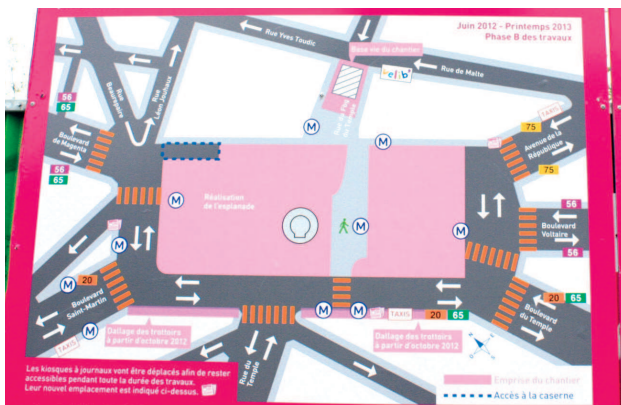 Juin 2012 - Printemps 2013
Phase B des travaux
Rue Yves Toudic
Base vie du chantier
vélib'
Rue de Malte
Rue Beaurepaire
Rue Léon Jouhaux
TAXIS
56
65
75
M
M
Boulevard
de Magenta
Avenue de la
République
56
65
75
Réalisation
de l'esplanade
M
M
M
M
56
Boulevard
Voltaire
56
M
20
Boulevard
Saint-Martin
20
65
M
M
TAXIS
20
65
Boulevard
du Temple
M
TAXIS
Dallage des trottoirs
à partir d'octobre 2012
Rue du
Temple
Dallage des trottoirs
à partir d'octobre 2012
Les kiosques à journaux vont être déplacés afin de rester
accessibles pendant toute la durée des travaux.
Leur nouvel emplacement est indiqué ci-dessus.
Emprise du chantier
Accès à la caserne